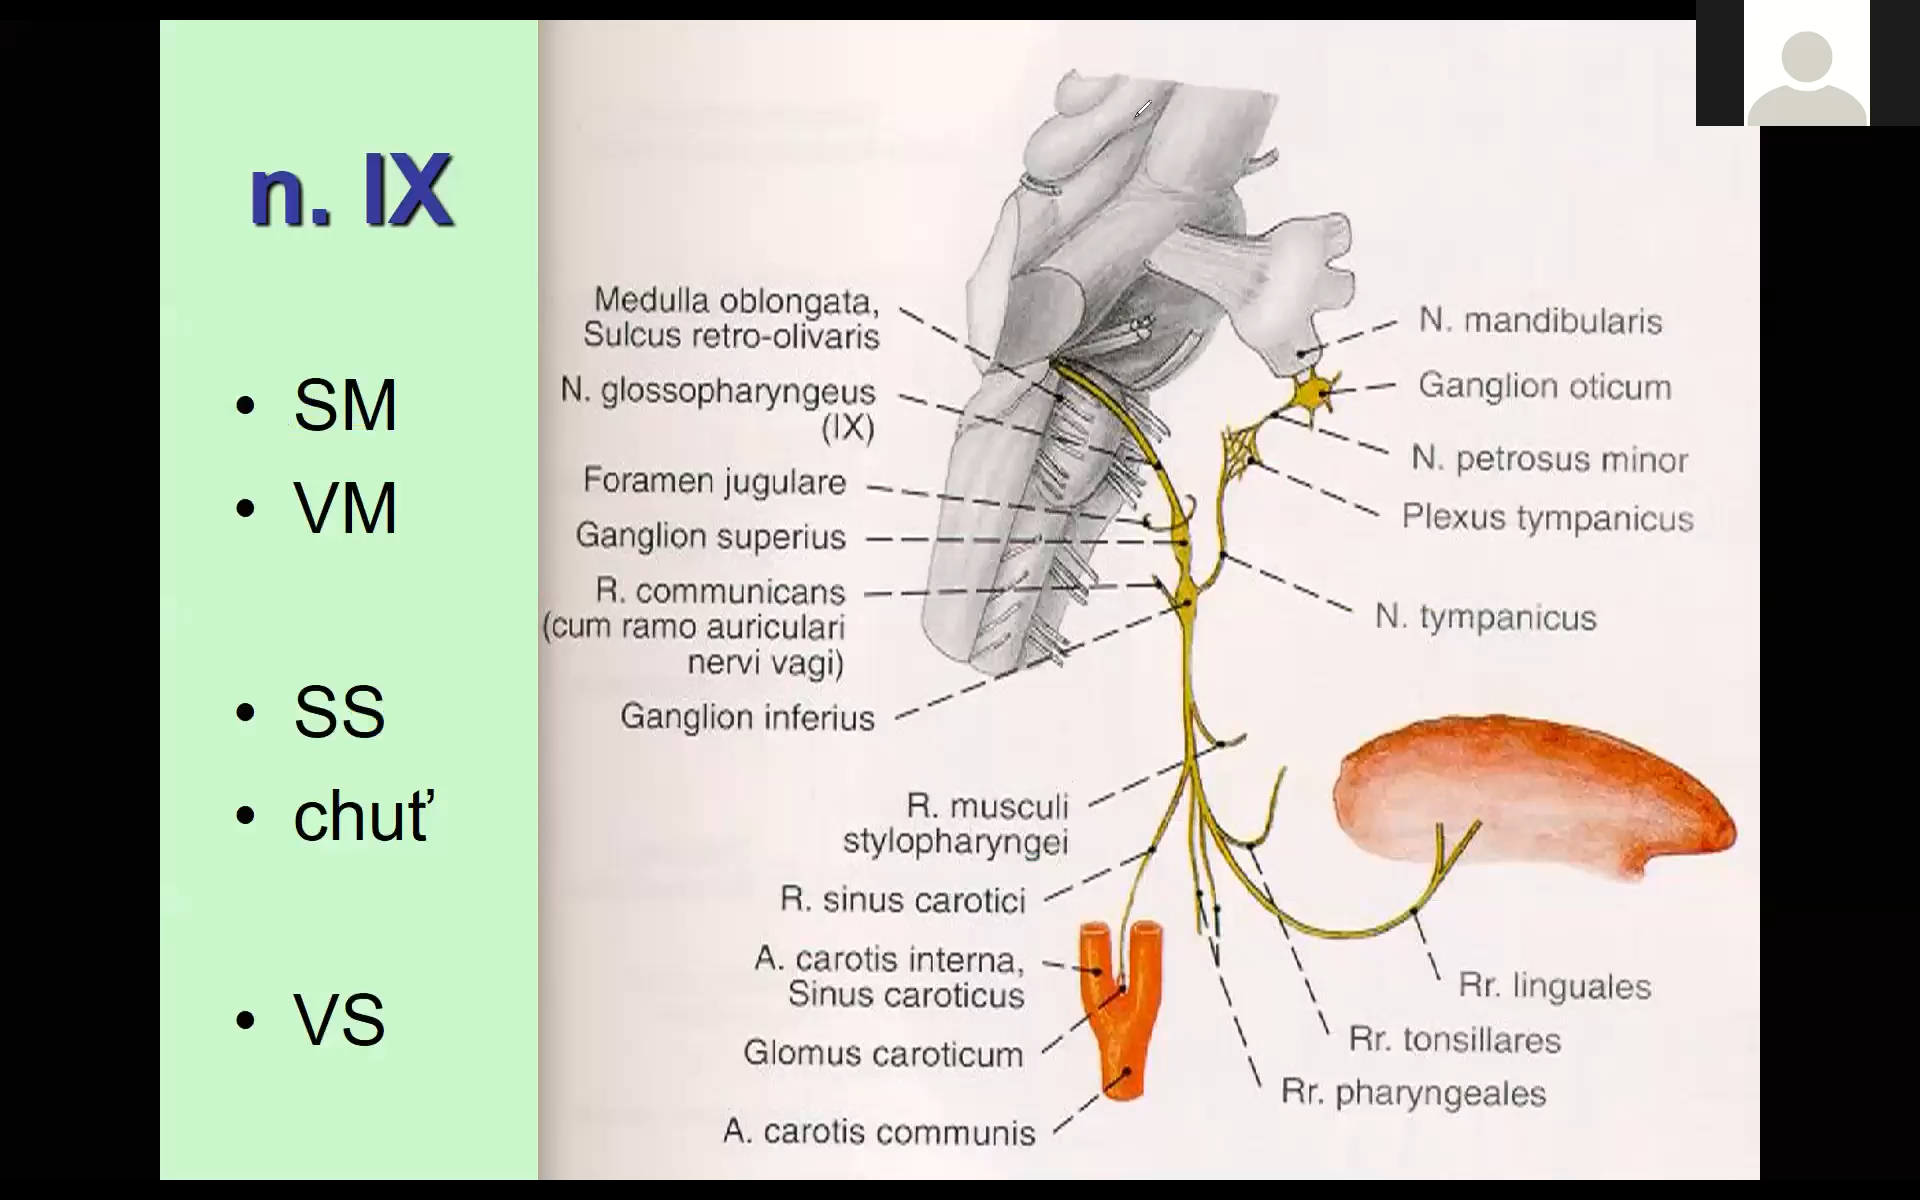 n. IX
• SM
• VM
• SS
• chuť
• VS
Medulla oblongata,
Sulcus retro-olivaris
N. glossopharyngeus
(IX)
Foramen jugulare
Ganglion superius
R. communicans
(cum ramo auriculari
nervi vagi)
Ganglion inferius
R. musculi
stylopharyngei
R. sinus carotici
A. carotis interna,
Sinus caroticus
Glomus caroticum
A. carotis communis
N. mandibularis
Ganglion oticum
N. petrosus minor
Plexus tympanicus
N. tympanicus
Rr. linguales
Rr. tonsillares
Rr. pharyngeales